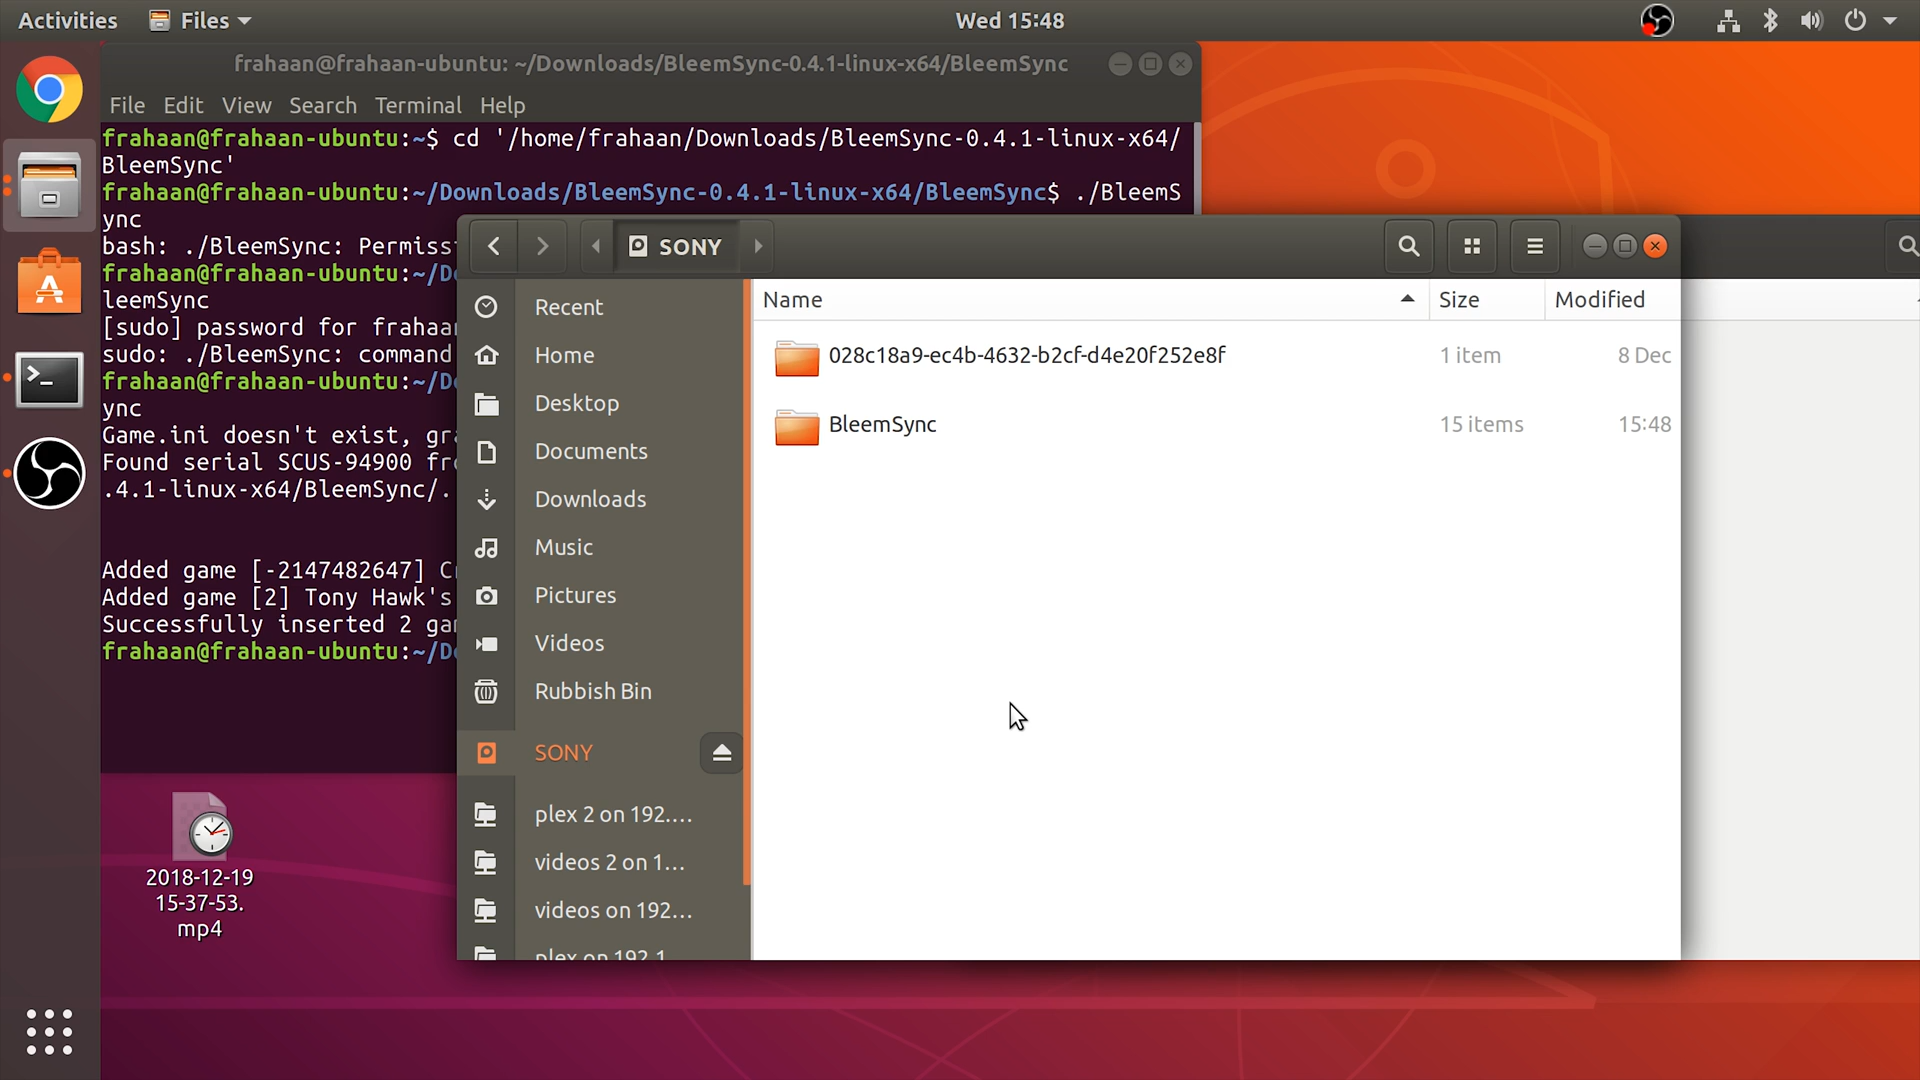 Activities
Files
Wed 15:48
frahaan@frahaan-ubuntu: ~/Downloads/BleemSync-0.4.1-linux-x64/BleemSync
File Edit View Search Terminal Help
frahaan@frahaan-ubuntu:~$ cd '/home/frahaan/Downloads/BleemSync-0.4.1-linux-x64/
BleemSync'
frahaan@frahaan-ubuntu:~/Downloads/BleemSync-0.4.1-linux-x64/BleemSync$ ./BleemS
ync
bash: ./BleemSync:
frahaan@frahaan-ubuntu:~/D
leemSync
[sudo] password for
sudo: ./BleemSync: command
frahaan@frahaan-ubuntu:~/D
ync
Game.ini doesn't exist,
Found serial SCUS-94900
.4.1-linux-x64/BleemSync/.
Added game [-2147482647]
Added game [2] Tony Hawk's
Successfully inserted 2
frahaan@frahaan-ubuntu:~/D
SONY
Recent
Home
Desktop
Documents
Downloads
Music
Pictures
Videos
Rubbish Bin
SONY
plex 2 on 192....
videos 2 on 1...
videos on 192...
plex on 192.1
Name Size Modified
028c18a9-ec4b-4632-b2cf-d4e20f252e8f 1 item 8 Dec
BleemSync 15 items 15:48
2018-12-19
15-37-53.
mp4